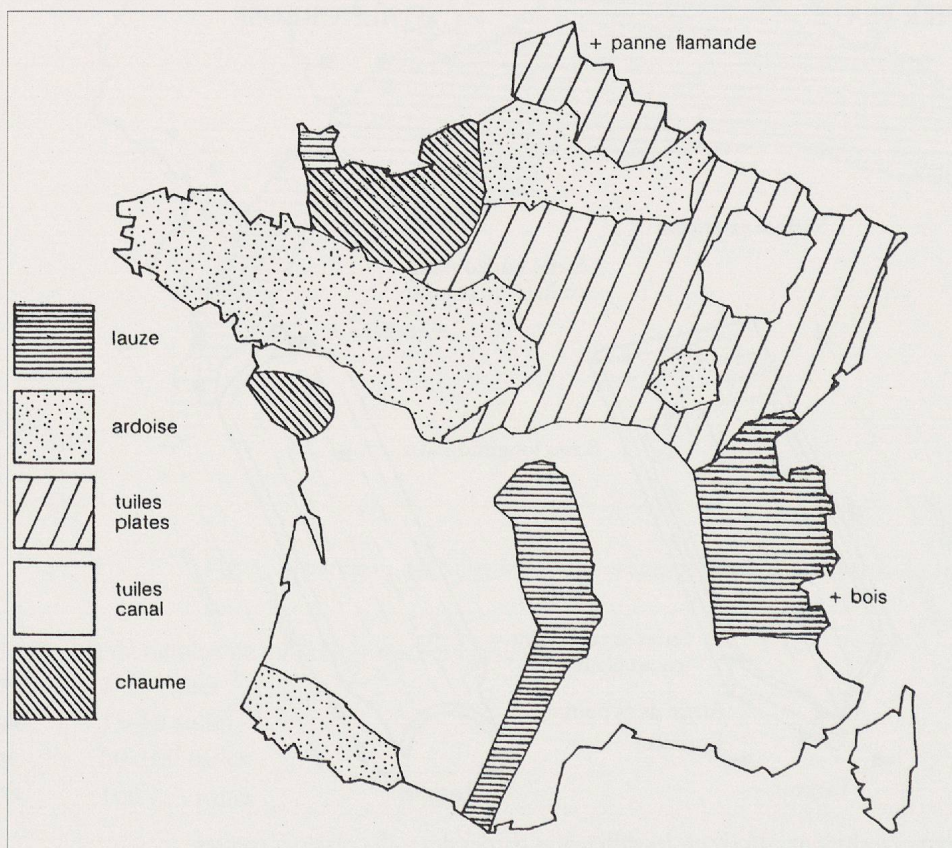 + panne flamande
lauze
ardoise
tuiles
plates
tuiles
canal
+ bois
chaume